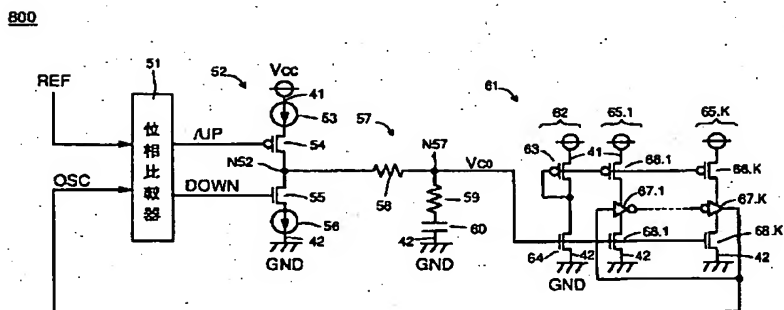 800
REF
51
位相比較器
OSC
/UP
DOWN
52
VCC
41
53
54
N52
55
56
42
GND
57
58
N57
59
60
42
GND
VC0
61
62
63
64
41
42
GND
65.1
66.1
67.1
68.1
42
65.K
66.K
67.K
68.K
42